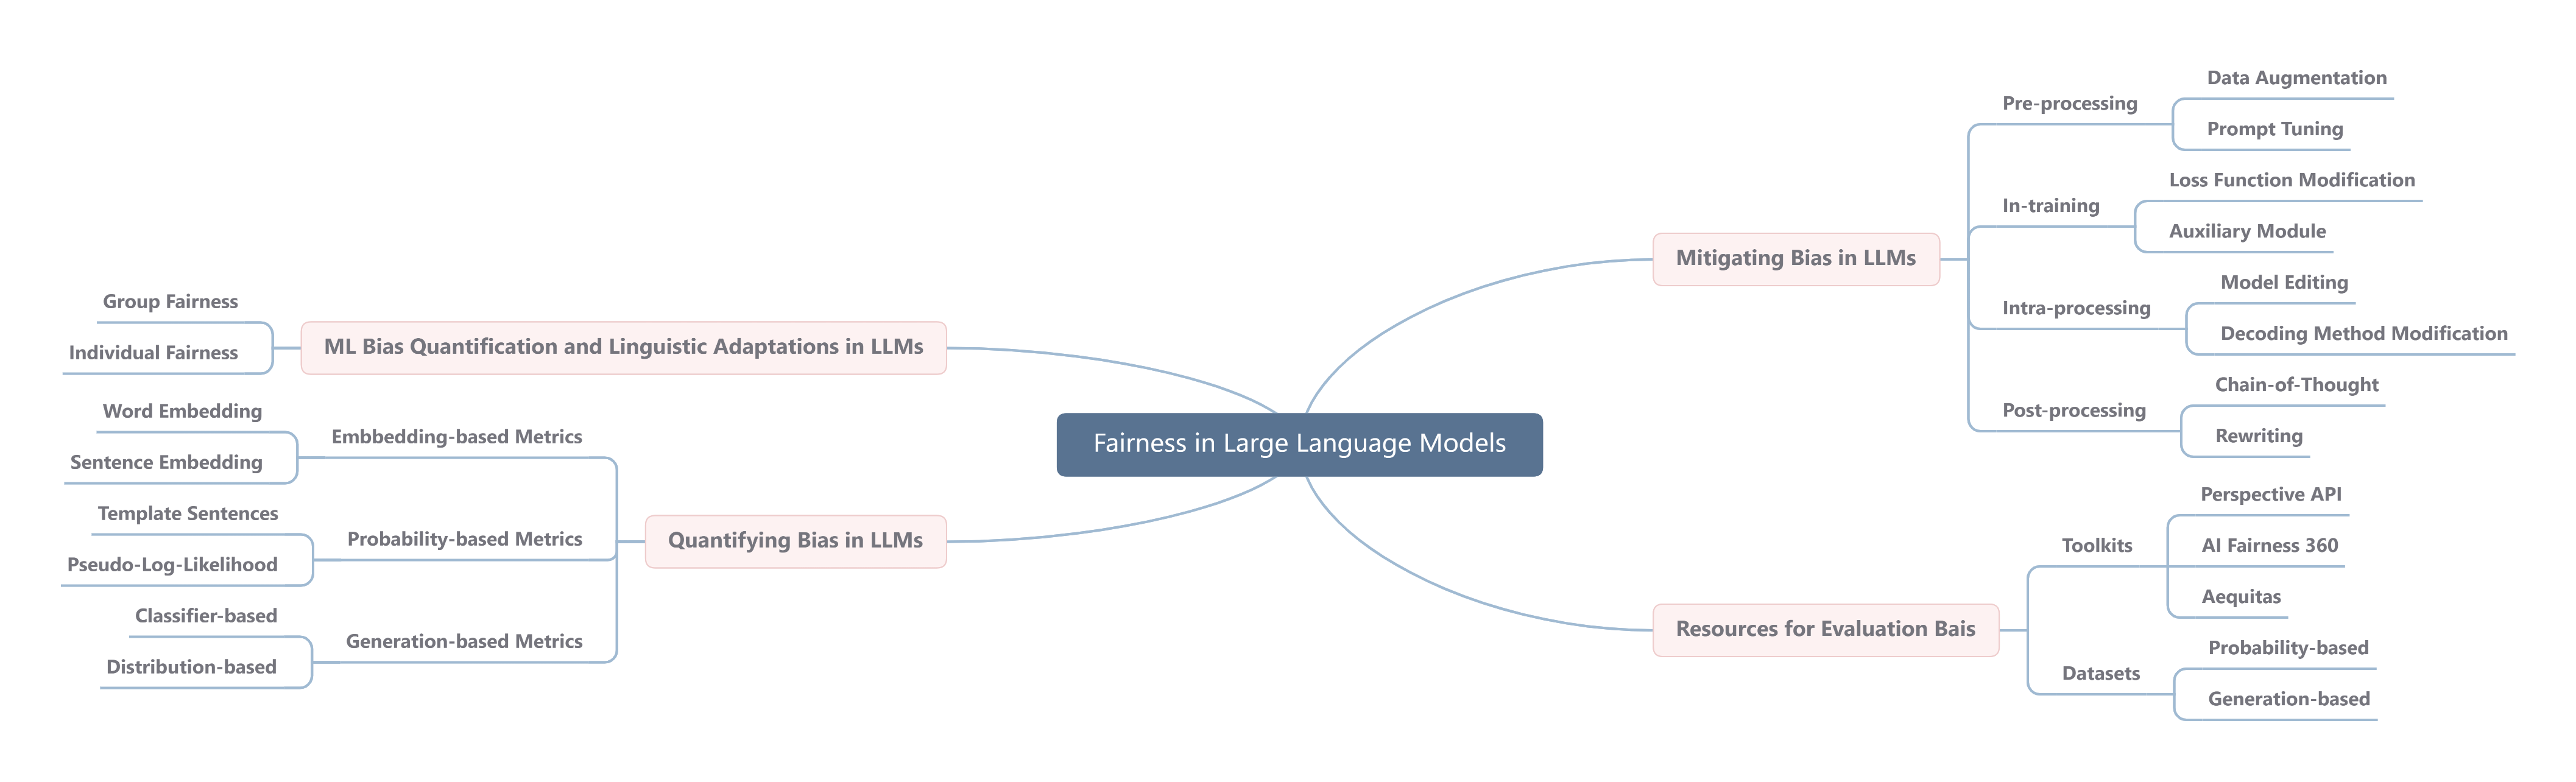 Fairness in Large Language Models
ML Bias Quantification and Linguistic Adaptations in LLMs
Group Fairness
Individual Fairness
Quantifying Bias in LLMs
Embbedding-based Metrics
Word Embedding
Sentence Embedding
Probability-based Metrics
Template Sentences
Pseudo-Log-Likelihood
Generation-based Metrics
Classifier-based
Distribution-based
Mitigating Bias in LLMs
Pre-processing
Data Augmentation
Prompt Tuning
In-training
Loss Function Modification
Auxiliary Module
Intra-processing
Model Editing
Decoding Method Modification
Post-processing
Chain-of-Thought
Rewriting
Resources for Evaluation Bais
Toolkits
Perspective API
AI Fairness 360
Aequitas
Datasets
Probability-based
Generation-based